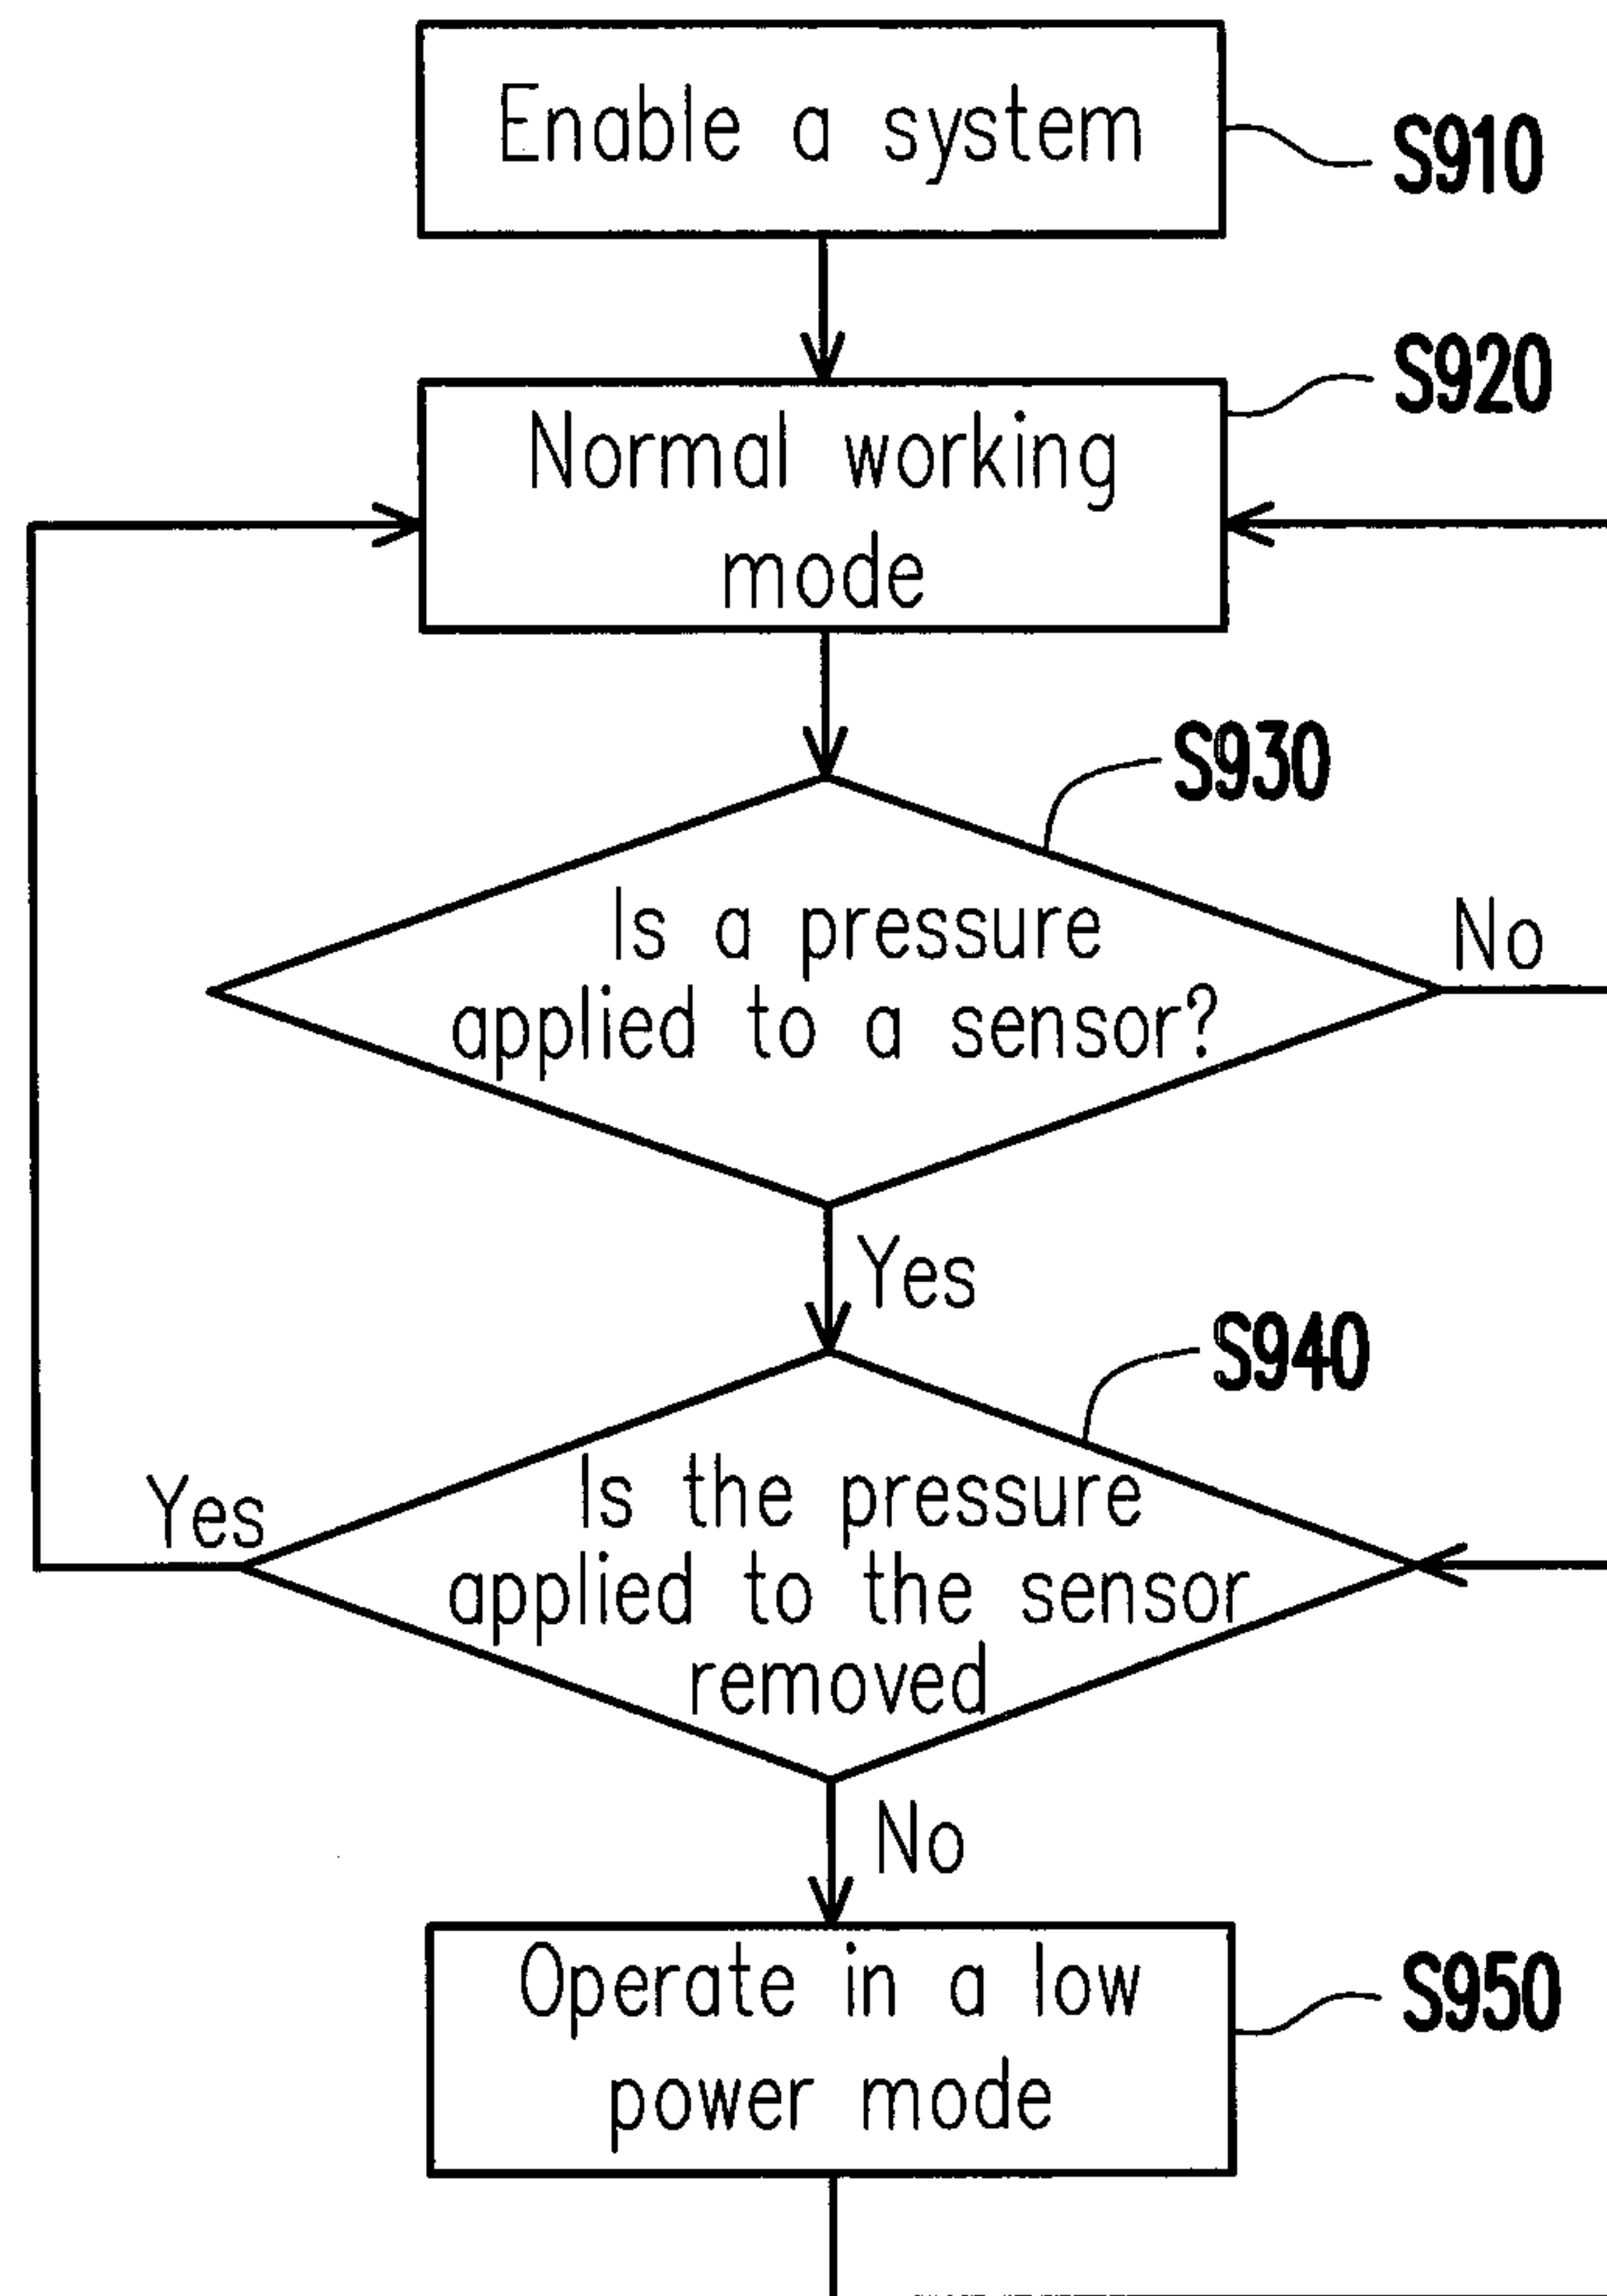 Enable a system
S910
S920
Normal working
mode
S930
Is a pressure
applied to a sensor?
No
Yes
S940
Is the pressure
applied to the sensor
removed
Yes
No
Operate in a low
power mode
S950